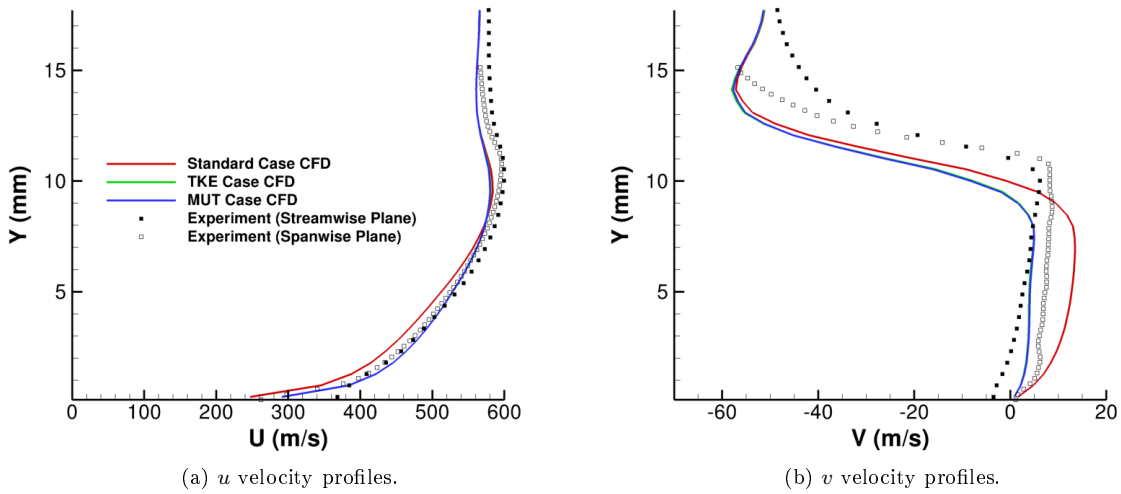 Y (mm)
15
10
5
0 100 200 300 400 500 600
U (m/s)
Standard Case CFD
TKE Case CFD
MUT Case CFD
Experiment (Streamwise Plane)
Experiment (Spanwise Plane)
(a) u velocity profiles.
Y (mm)
15
10
5
-60 -40 -20 0 20
V (m/s)
(b) v velocity profiles.